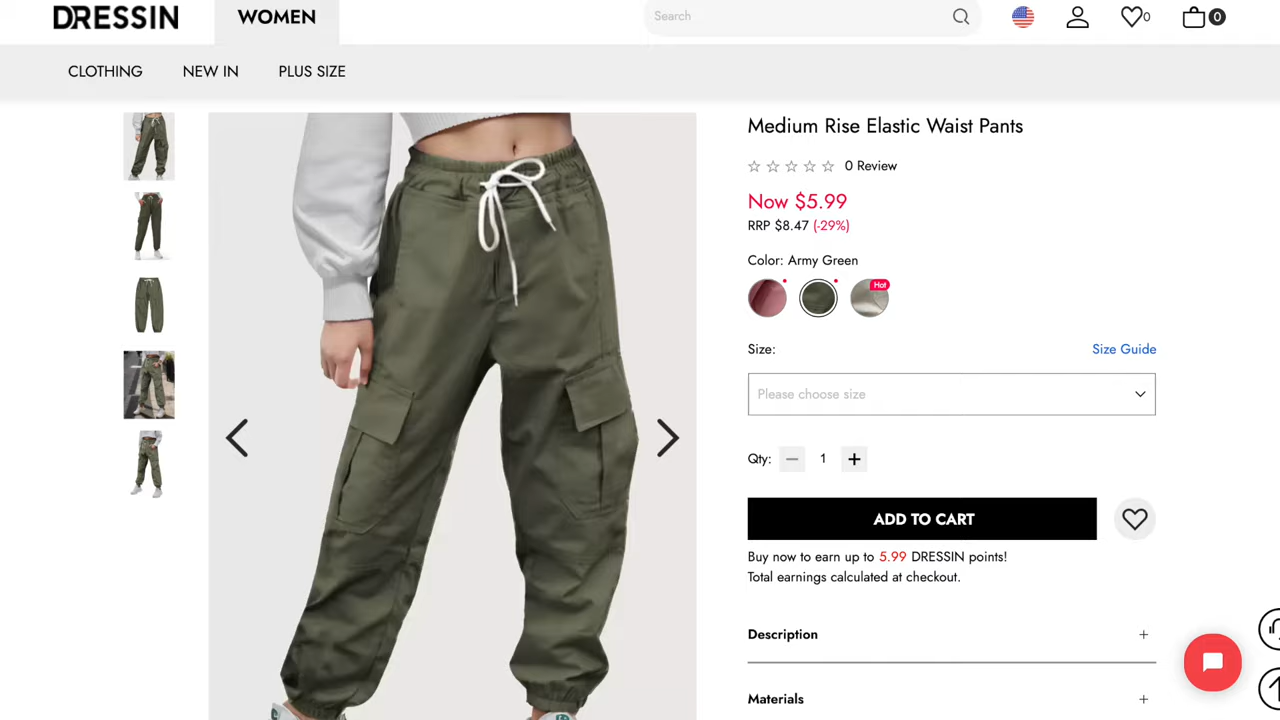 DRESSIN
WOMEN
Search
0
0
CLOTHING
NEW IN
PLUS SIZE
Medium Rise Elastic Waist Pants
0 Review
Now $5.99
RRP $8.47 (-29%)
Color: Army Green
Hot
Size:
Size Guide
Please choose size
Qty:
1
ADD TO CART
Buy now to earn up to 5.99 DRESSIN points!
Total earnings calculated at checkout.
Description
Materials